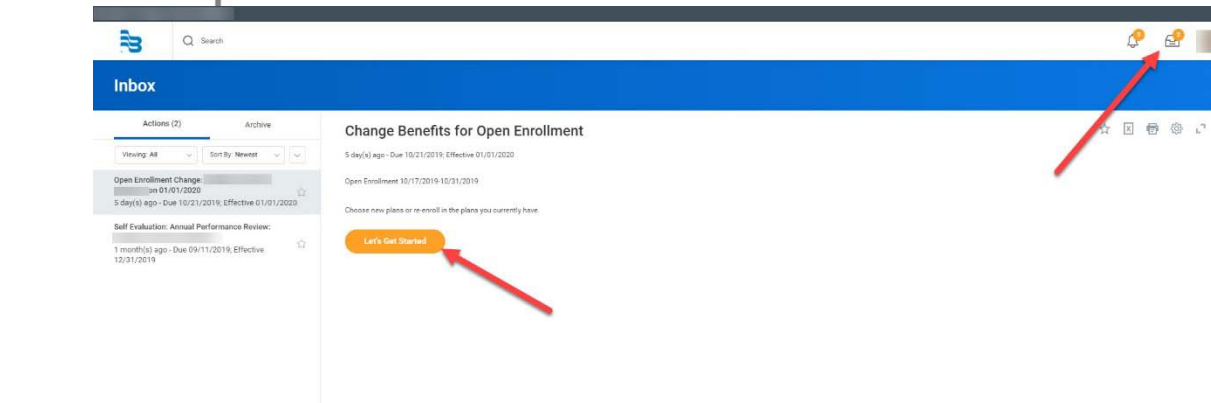 Search
Inbox
Actions (2)
Archive
Viewing: All
Sort By: Newest
Open Enrollment Change:
on 01/01/2020
5 day(s) ago - Due 10/21/2019; Effective 01/01/2020
Self Evaluation: Annual Performance Review:
1 month(s) ago - Due 09/11/2019; Effective
12/31/2019
Change Benefits for Open Enrollment
5 day(s) ago - Due 10/21/2019; Effective 01/01/2020
Open Enrollment 10/17/2019-10/31/2019
Choose new plans or re-enroll in the plans you currently have.
Let's Get Started